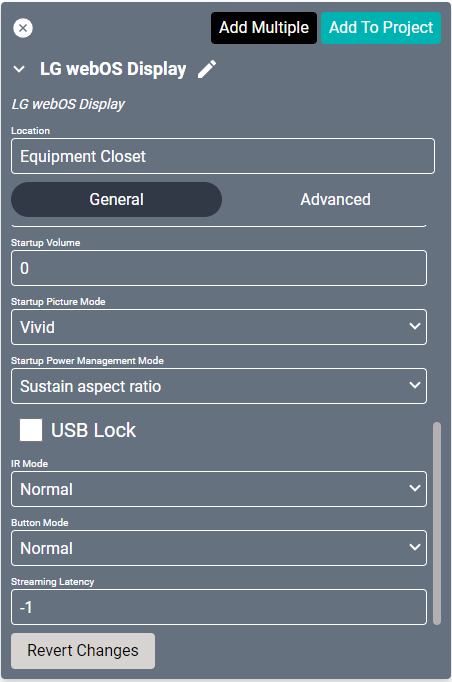 Add Multiple
Add To Project
LG webOS Display
LG webOS Display
Location
Equipment Closet
General
Advanced
Startup Volume
0
Startup Picture Mode
Vivid
Startup Power Management Mode
Sustain aspect ratio
USB Lock
IR Mode
Normal
Button Mode
Normal
Streaming Latency
-1
Revert Changes